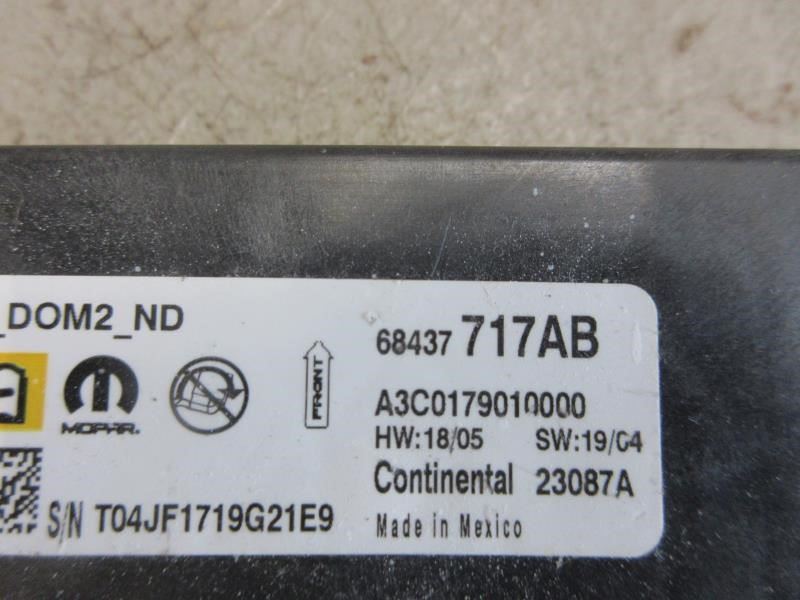 _DOM2_ND
68437 717AB
MOPAR.
FRONT
A3C0179010000
HW:18/05 SW:19/04
Continental 23087A
S/N T04JF1719G21E9
Made in Mexico